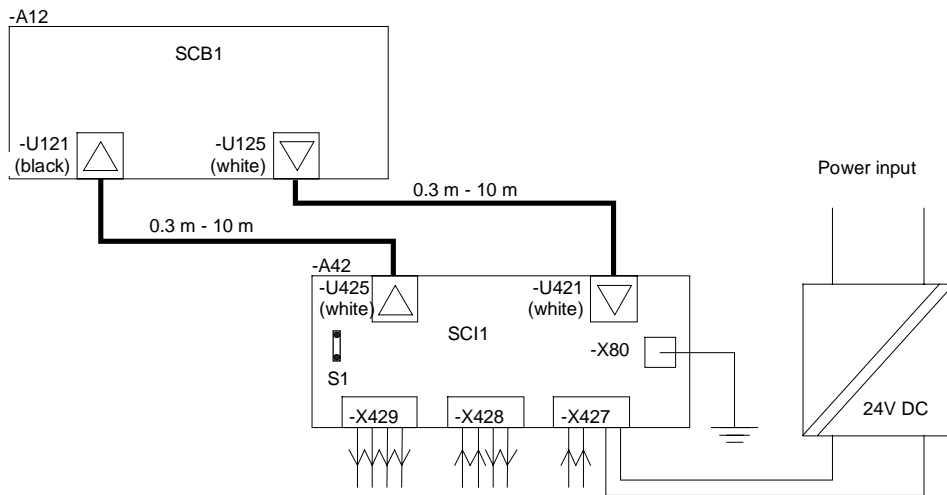 -A12
SCB1
-U121
(black)
-U125
(white)
Power input
0.3 m - 10 m
0.3 m - 10 m
-A42
-U425
(white)
-U421
(white)
SCI1
-X80
S1
24V DC
-X429
-X428
-X427